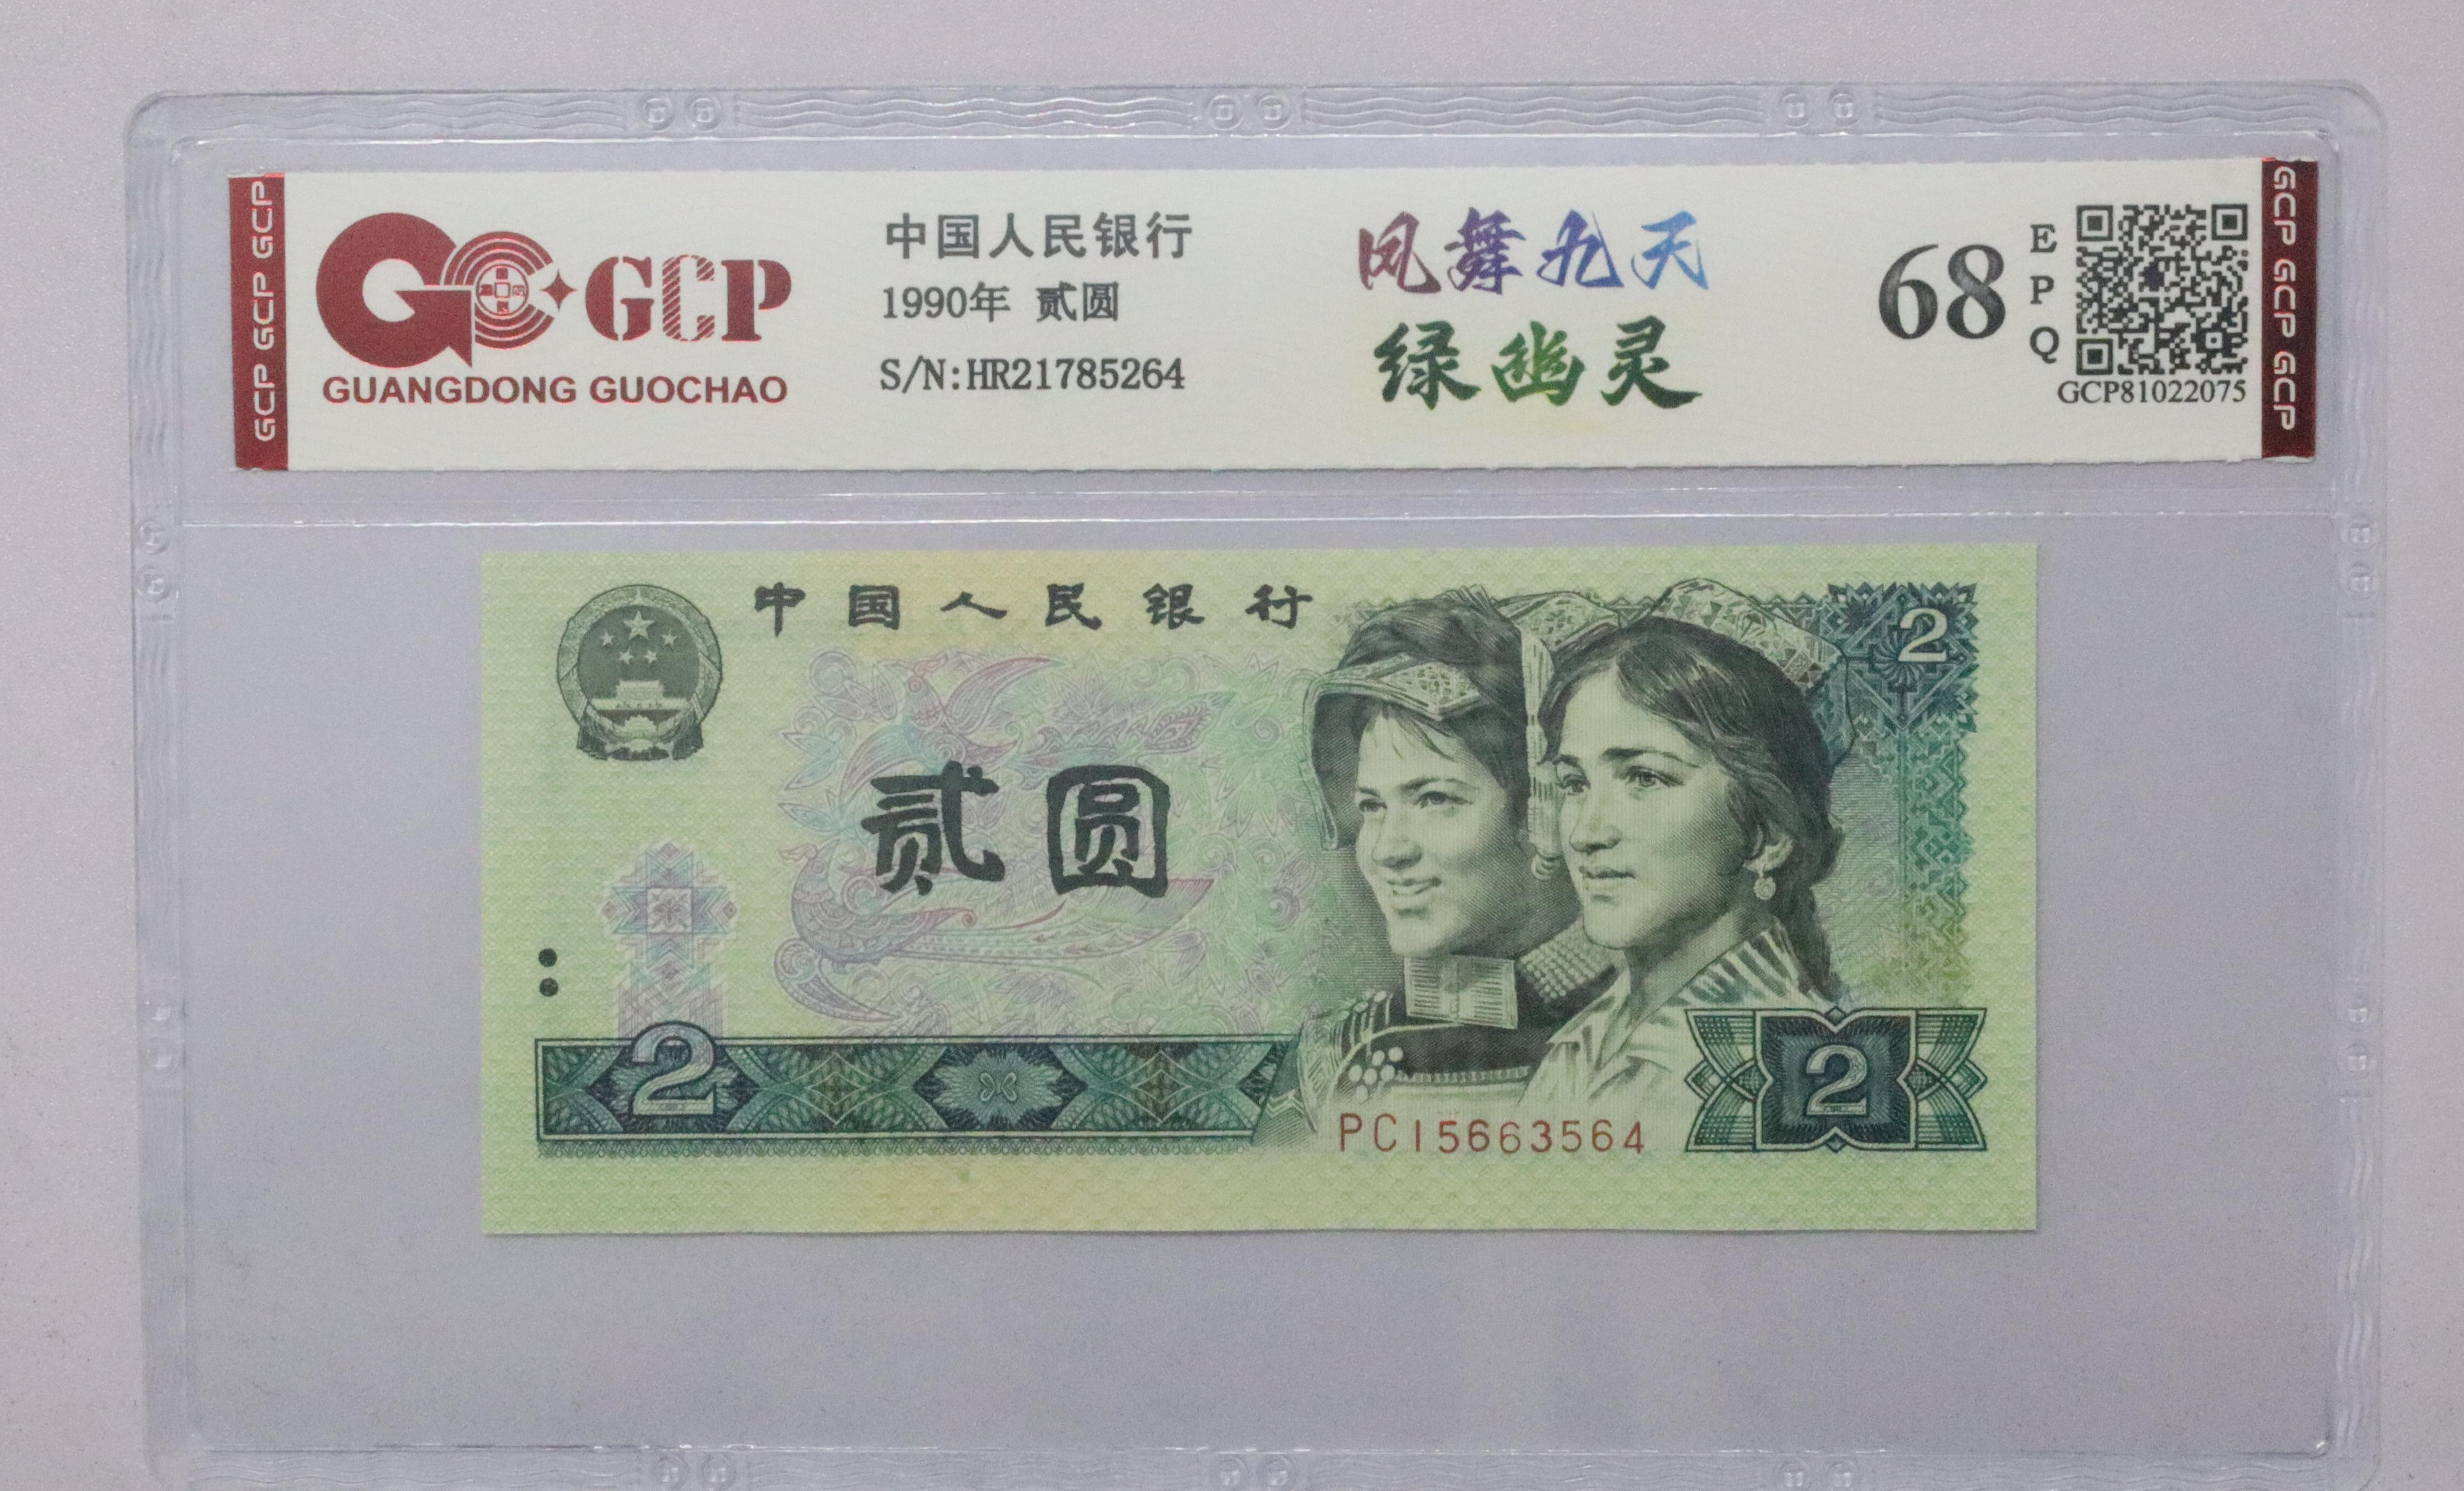 GCP GCP GCP
GCP
GUANGDONG GUOCHAO
中国人民银行
1990年 贰圆
S/N:HR21785264
凤舞九天
绿幽灵
68
EPQ
GCP81022075
GCP GCP GCP
中国人民银行
2
贰圆
2
PC15663564
2